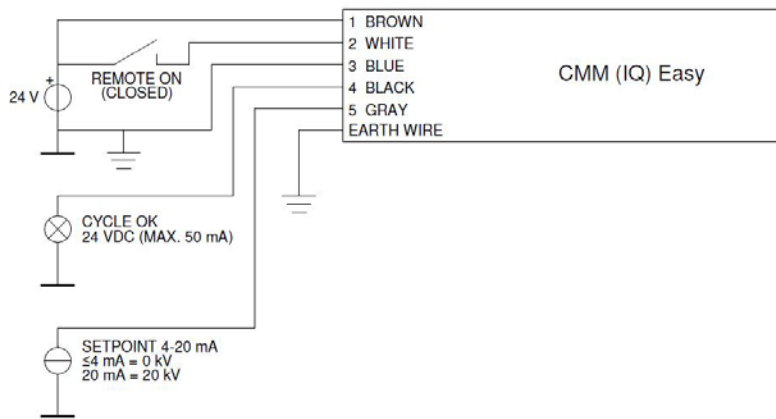 1 BROWN
2 WHITE
3 BLUE
4 BLACK
5 GRAY
EARTH WIRE
CMM (IQ) Easy
REMOTE ON
(CLOSED)
+
24 V
CYCLE OK
24 VDC (MAX. 50 mA)
SETPOINT 4-20 mA
≤4 mA = 0 kV
20 mA = 20 kV